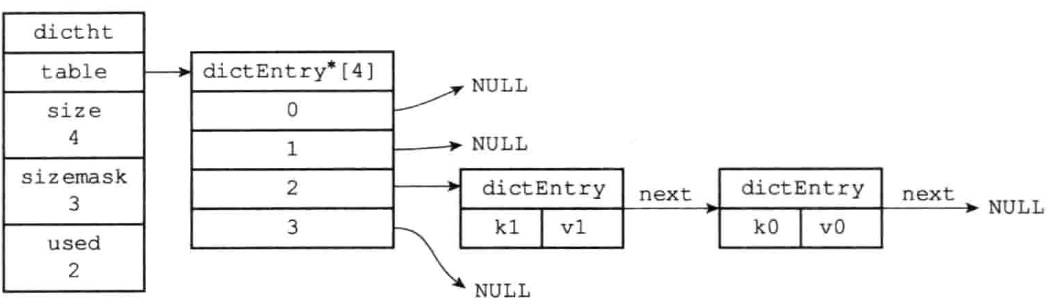 dictht
table
size
4
sizemask
3
used
2
dictEntry*[4]
0
1
2
3
NULL
NULL
dictEntry
k1 v1
next
dictEntry
k0 v0
next
NULL
NULL